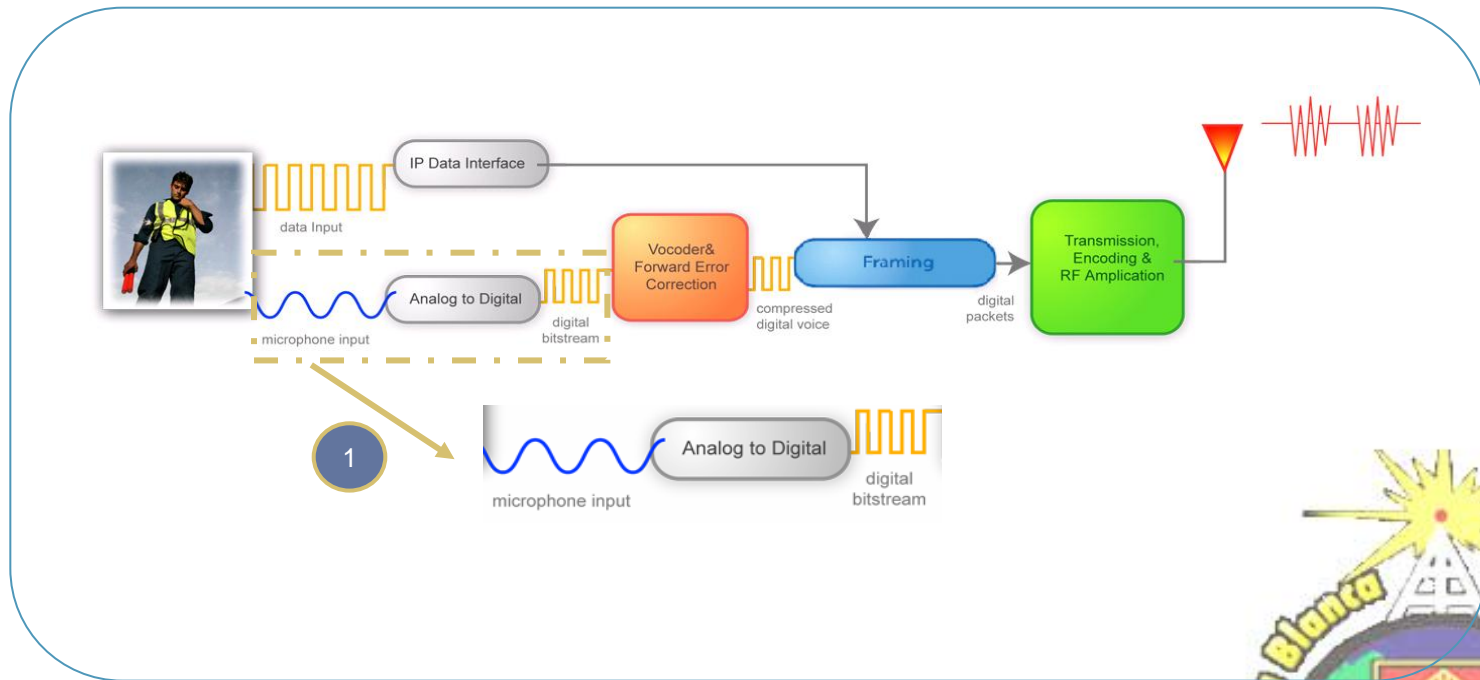 IP Data Interface
data Input
Vocoder&
Forward Error
Correction
Framing
Transmission,
Encoding &
RF Amplication
Analog to Digital
microphone input
digital
bitstream
compressed
digital voice
digital
packets
1
Analog to Digital
microphone input
digital
bitstream
Blanca